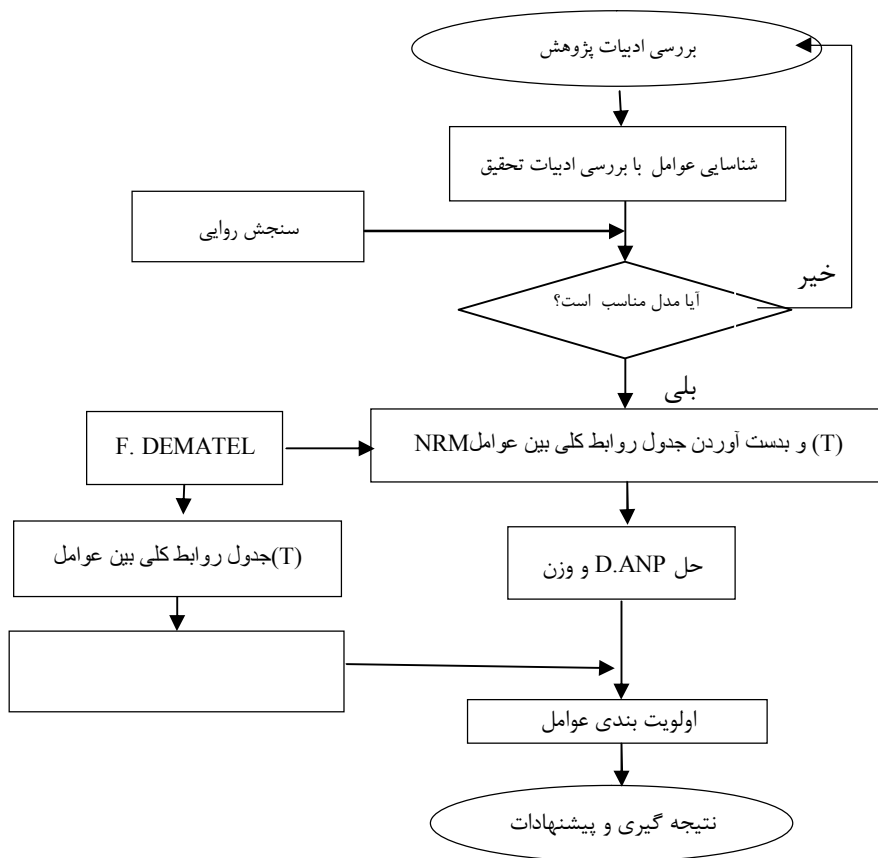 بررسی ادبیات پژوهش
شناسایی عوامل با بررسی ادبیات تحقیق
سنجش روایی
خیر
آیا مدل مناسب است؟
بلی
(T) و بدست آوردن جدول روابط کلی بین عواملNRM
F. DEMATEL
(T)جدول روابط کلی بین عوامل
حل D.ANP و وزن
اولویت بندی عوامل
نتیجه گیری و پیشنهادات